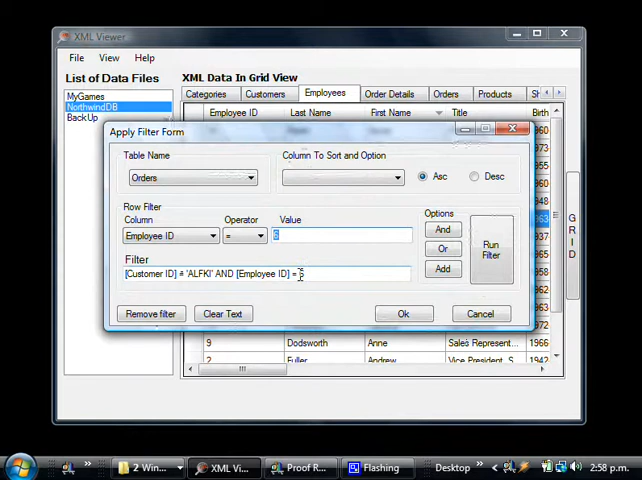 XML Viewer
File View Help
List of Data Files
MyGames
NorthwindDB
BackUp
XML Data In Grid View
Categories Customers Employees Order Details Orders Products
Employee ID Last Name First Name Title Birth
Apply Filter Form
Table Name
Orders
Column To Sort and Option
Asc Desc
Row Filter
Column Operator Value
Employee ID = 6
Filter
[Customer ID] = 'ALFKI' AND [Employee ID] = 6
Options
And
Or
Add
Run Filter
Remove filter Clear Text Ok Cancel
G
R
I
D
9 Dodsworth Anne Sales Represent... 1966
2 Fuller Andrew Vice President, S... 1942
2 Win... XML Vi... Proof R... Flashing Desktop 2:58 p.m.